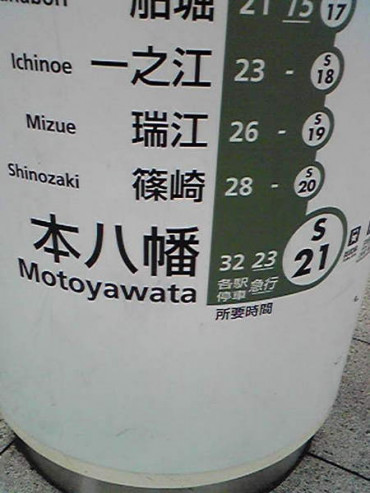 船堀 21 15 17
Ichinoe 一之江 23 - S 18
Mizue 瑞江 26 - S 19
Shinozaki 篠崎 28 - S 20
本八幡 32 23 S 21
Motoyawata 各駅停車 急行
所要時間